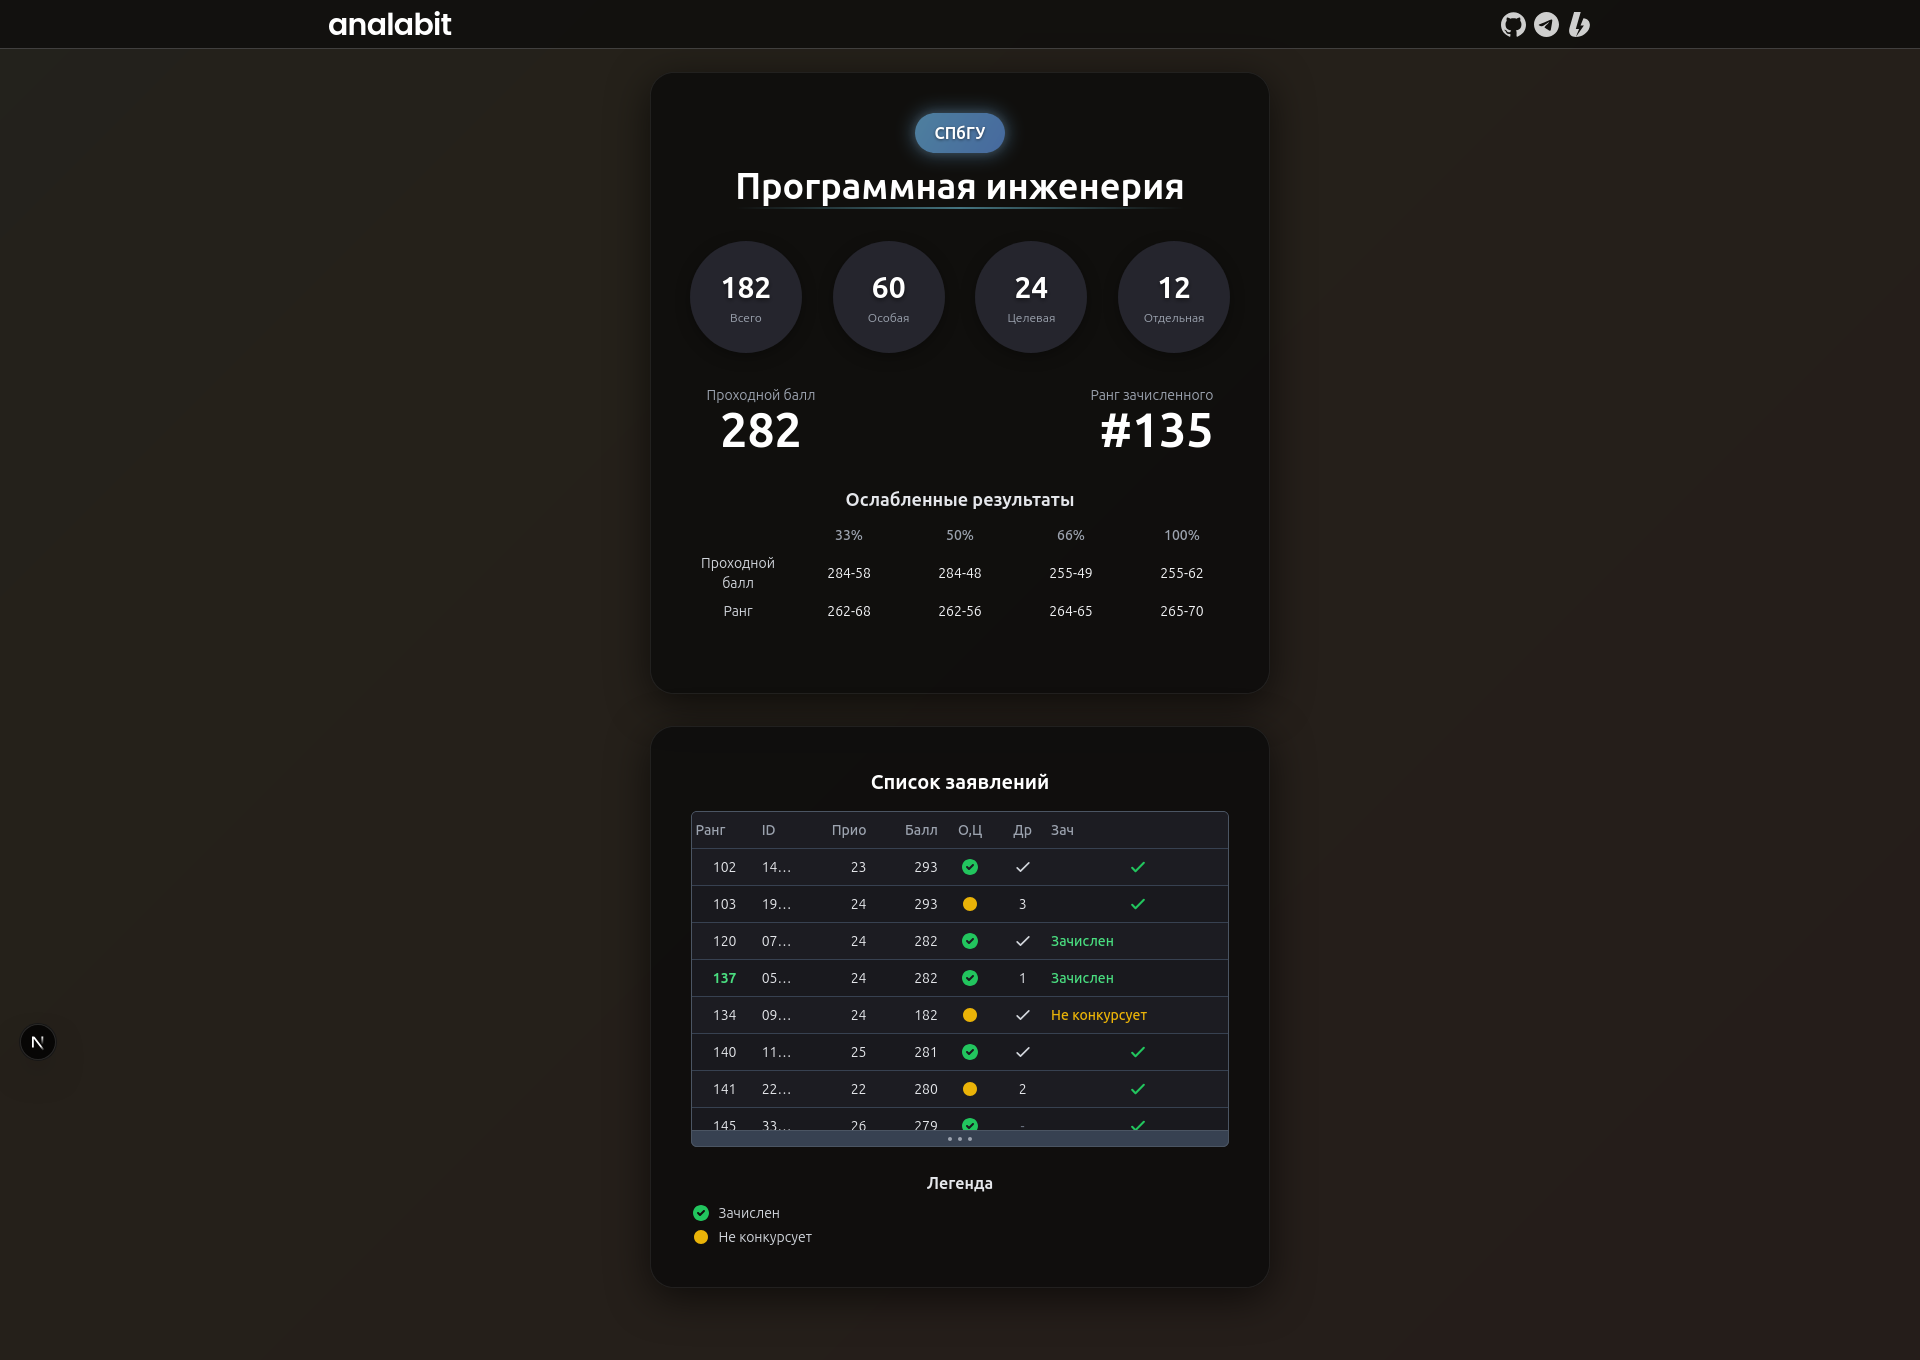 analabit
СПбГУ
Программная инженерия
182 60 24 12
Всего Особая Целевая Отдельная
Проходной балл Ранг зачисленного
282 #135
Ослабленные результаты
33% 50% 66% 100%
Проходной балл 284-58 284-48 255-49 255-62
Ранг 262-68 262-56 264-65 265-70
Список заявлений
Ранг ID Прио Балл О,Ц Др Зач
102 14... 23 293
103 19... 24 293 3
120 07... 24 282 Зачислен
137 05... 24 282 1 Зачислен
134 09... 24 182 Не конкурсует
140 11... 25 281
141 22... 22 280 2
145 33... 26 279 -
Легенда
Зачислен
Не конкурсует